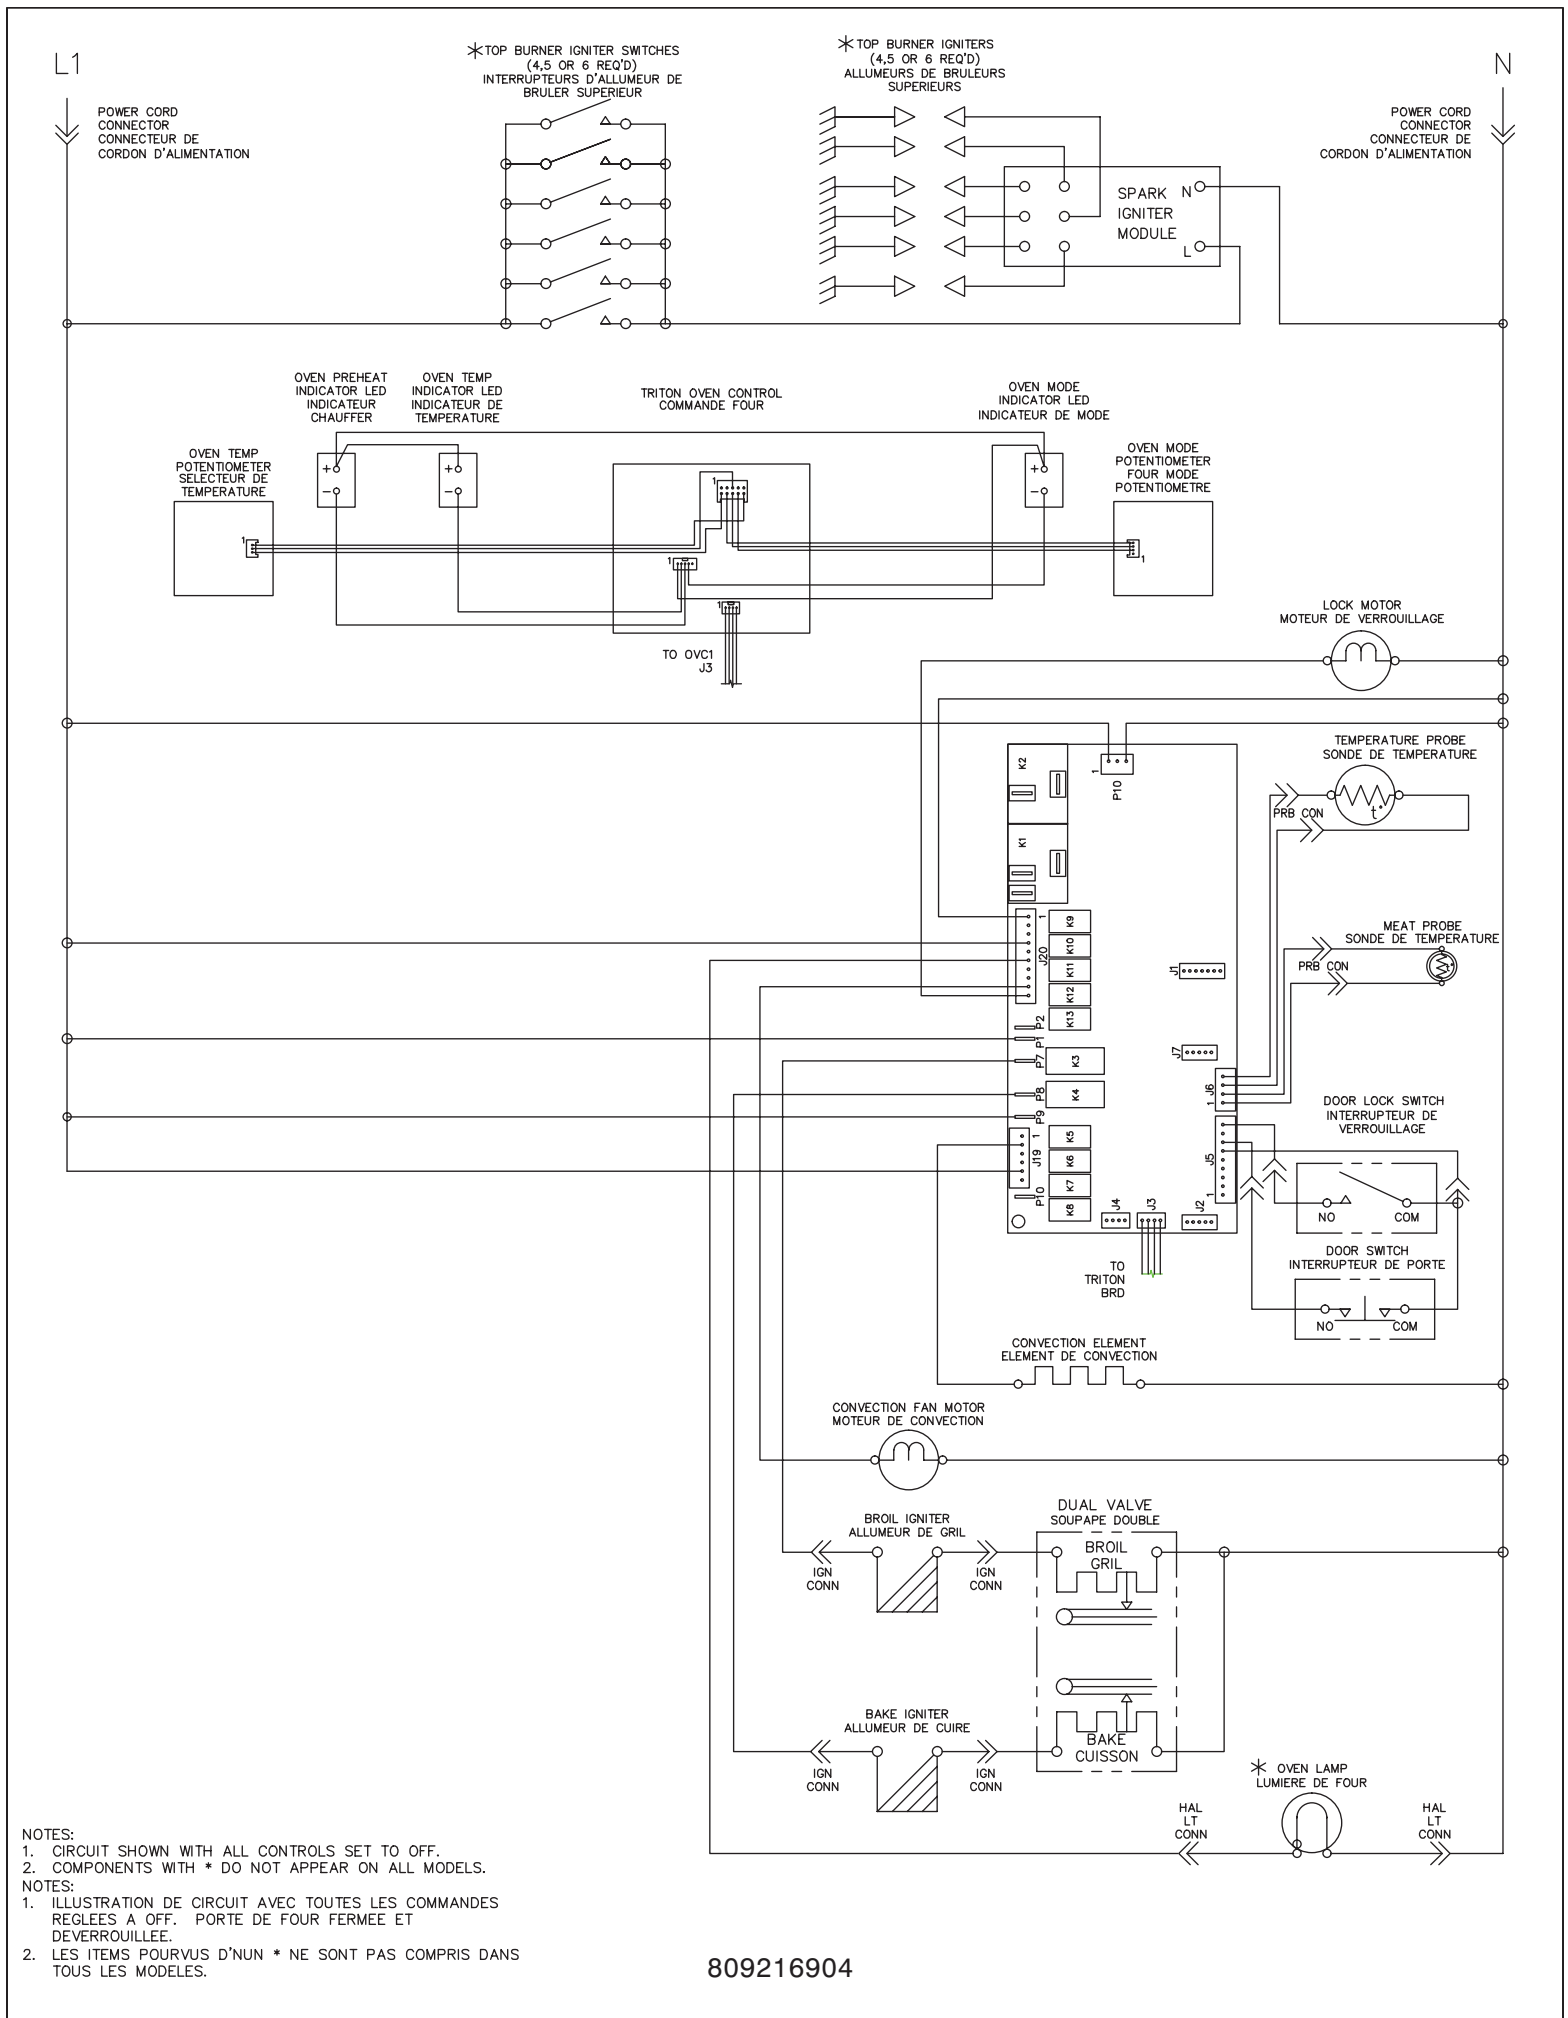 L1
N
POWER CORD
CONNECTOR
CONNECTEUR DE
CORDON D'ALIMENTATION
*TOP BURNER IGNITER SWITCHES
(4,5 OR 6 REQ'D)
INTERRUPTEURS D'ALLUMEUR DE
BRULER SUPERIEUR
*TOP BURNER IGNITERS
(4,5 OR 6 REQ'D)
ALLUMEURS DE BRULEURS
SUPERIEURS
POWER CORD
CONNECTOR
CONNECTEUR DE
CORDON D'ALIMENTATION
SPARK
IGNITER
MODULE
N
L
OVEN PREHEAT
INDICATOR LED
INDICATEUR
CHAUFFER
OVEN TEMP
INDICATOR LED
INDICATEUR DE
TEMPERATURE
TRITON OVEN CONTROL
COMMANDE FOUR
OVEN MODE
INDICATOR LED
INDICATEUR DE MODE
OVEN TEMP
POTENTIOMETER
SELECTEUR DE
TEMPERATURE
OVEN MODE
POTENTIOMETER
FOUR MODE
POTENTIOMETRE
+
-
+
-
+
-
1
1
1
1
1
TO OVC1
J3
LOCK MOTOR
MOTEUR DE VERROUILLAGE
TEMPERATURE PROBE
SONDE DE TEMPERATURE
t°
PRB CON
MEAT PROBE
SONDE DE TEMPERATURE
t°
PRB CON
K2
1
P10
K1
1
J20
K9
K10
K11
K12
K13
J1
P2
P1
P7
K3
P8
K4
P9
J7
J6
1
J5
1
1
J19
K5
K6
K7
K8
P10
J4
J3
J2
TO
TRITON
BRD
DOOR LOCK SWITCH
INTERRUPTEUR DE
VERROUILLAGE
NO
COM
DOOR SWITCH
INTERRUPTEUR DE PORTE
NO
COM
CONVECTION ELEMENT
ELEMENT DE CONVECTION
CONVECTION FAN MOTOR
MOTEUR DE CONVECTION
BROIL IGNITER
ALLUMEUR DE GRIL
IGN
CONN
IGN
CONN
DUAL VALVE
SOUPAPE DOUBLE
BROIL
GRIL
BAKE IGNITER
ALLUMEUR DE CUIRE
IGN
CONN
IGN
CONN
BAKE
CUISSON
* OVEN LAMP
LUMIERE DE FOUR
HAL
LT
CONN
HAL
LT
CONN
NOTES:
1. CIRCUIT SHOWN WITH ALL CONTROLS SET TO OFF.
2. COMPONENTS WITH * DO NOT APPEAR ON ALL MODELS.
NOTES:
1. ILLUSTRATION DE CIRCUIT AVEC TOUTES LES COMMANDES
REGLEES A OFF. PORTE DE FOUR FERMEE ET
DEVERROUILLEE.
2. LES ITEMS POURVUS D'NUN * NE SONT PAS COMPRIS DANS
TOUS LES MODELES.
809216904